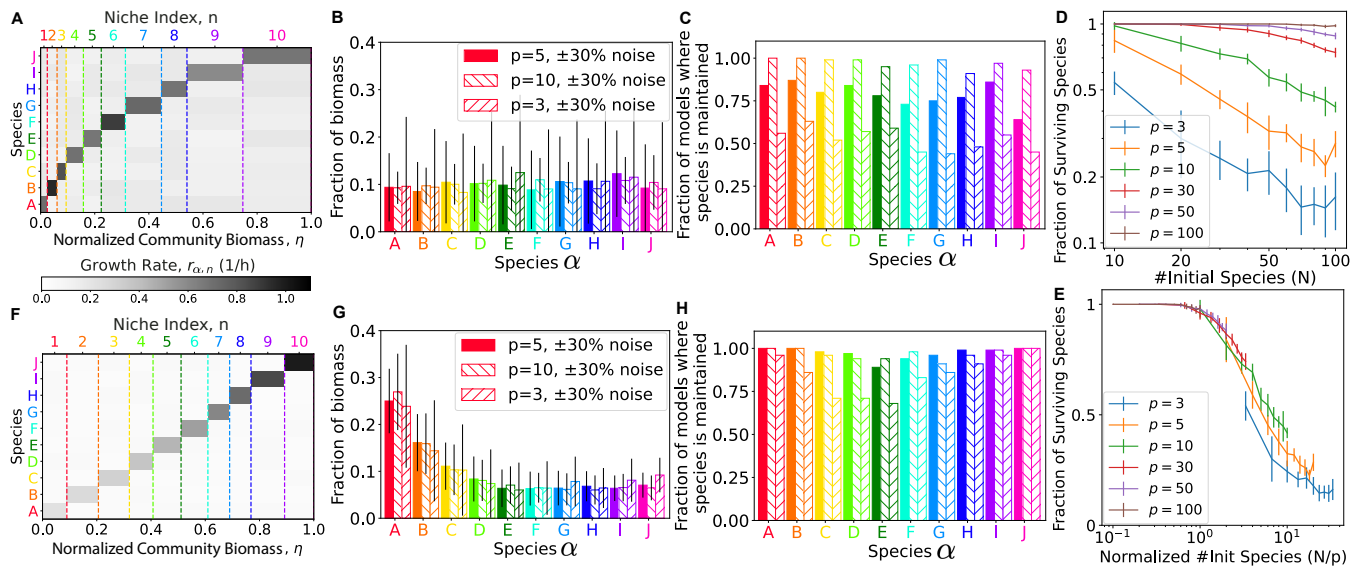 A
Niche Index, n
1 2 3 4 5 6 7 8 9 10
Species
J
I
H
G
F
E
D
C
B
A
0.0 0.2 0.4 0.6 0.8 1.0
Normalized Community Biomass, η
Growth Rate, rα,n (1/h)
0.0 0.2 0.4 0.6 0.8 1.0
B
Fraction of biomass
0.4
0.3
0.2
0.1
0.0
p=5, ±30% noise
p=10, ±30% noise
p=3, ±30% noise
A B C D E F G H I J
Species α
C
Fraction of models where
species is maintained
1.00
0.75
0.50
0.25
0.00
A B C D E F G H I J
Species α
D
Fraction of Surviving Species
1
0.5
0.2
0.1
p = 3
p = 5
p = 10
p = 30
p = 50
p = 100
10 20 50 100
#Initial Species (N)
E
Fraction of Surviving Species
1
0.5
0
p = 3
p = 5
p = 10
p = 30
p = 50
p = 100
10⁻¹ 10⁰ 10¹
Normalized #Init Species (N/p)
F
Niche Index, n
1 2 3 4 5 6 7 8 9 10
Species
J
I
H
G
F
E
D
C
B
A
0.0 0.2 0.4 0.6 0.8 1.0
Normalized Community Biomass, η
G
Fraction of biomass
0.4
0.3
0.2
0.1
0.0
p=5, ±30% noise
p=10, ±30% noise
p=3, ±30% noise
A B C D E F G H I J
Species α
H
Fraction of models where
species is maintained
1.00
0.75
0.50
0.25
0.00
A B C D E F G H I J
Species α